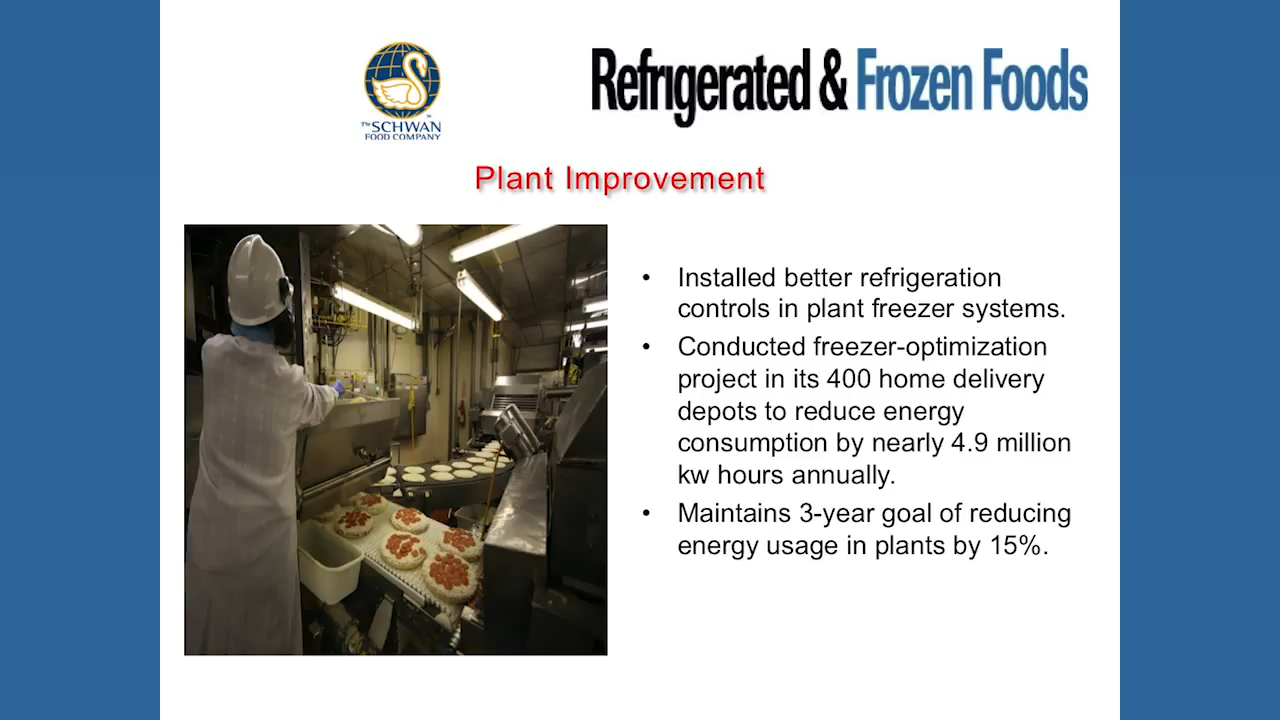 The SCHWAN
FOOD COMPANY
Refrigerated & Frozen Foods
Plant Improvement
• Installed better refrigeration
controls in plant freezer systems.
• Conducted freezer-optimization
project in its 400 home delivery
depots to reduce energy
consumption by nearly 4.9 million
kw hours annually.
• Maintains 3-year goal of reducing
energy usage in plants by 15%.